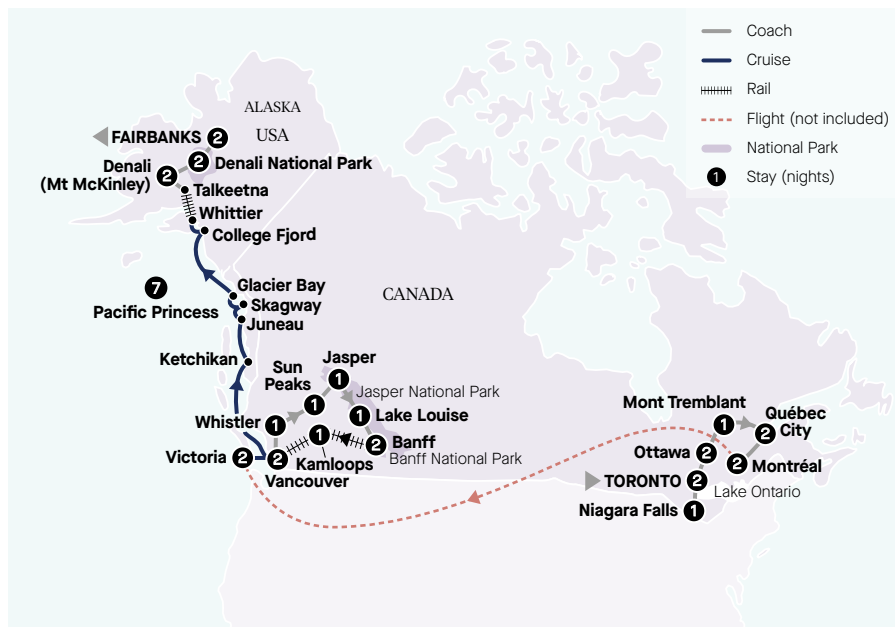 Coach
Cruise
Rail
Flight (not included)
National Park
1
Stay (nights)
ALASKA
USA
FAIRBANKS
2
Denali
(Mt McKinley)
2
2
Denali National Park
Talkeetna
Whittier
College Fjord
7
Pacific Princess
Glacier Bay
Skagway
Juneau
CANADA
Ketchikan
Sun
Peaks
1
Jasper
1
Jasper National Park
Whistler
1
1
Lake Louise
Victoria
2
2
Vancouver
1
Kamloops
2
Banff
Banff National Park
Mont Tremblant
1
Québec
City
2
Ottawa
2
2
Montréal
TORONTO
2
Lake Ontario
Niagara Falls
1